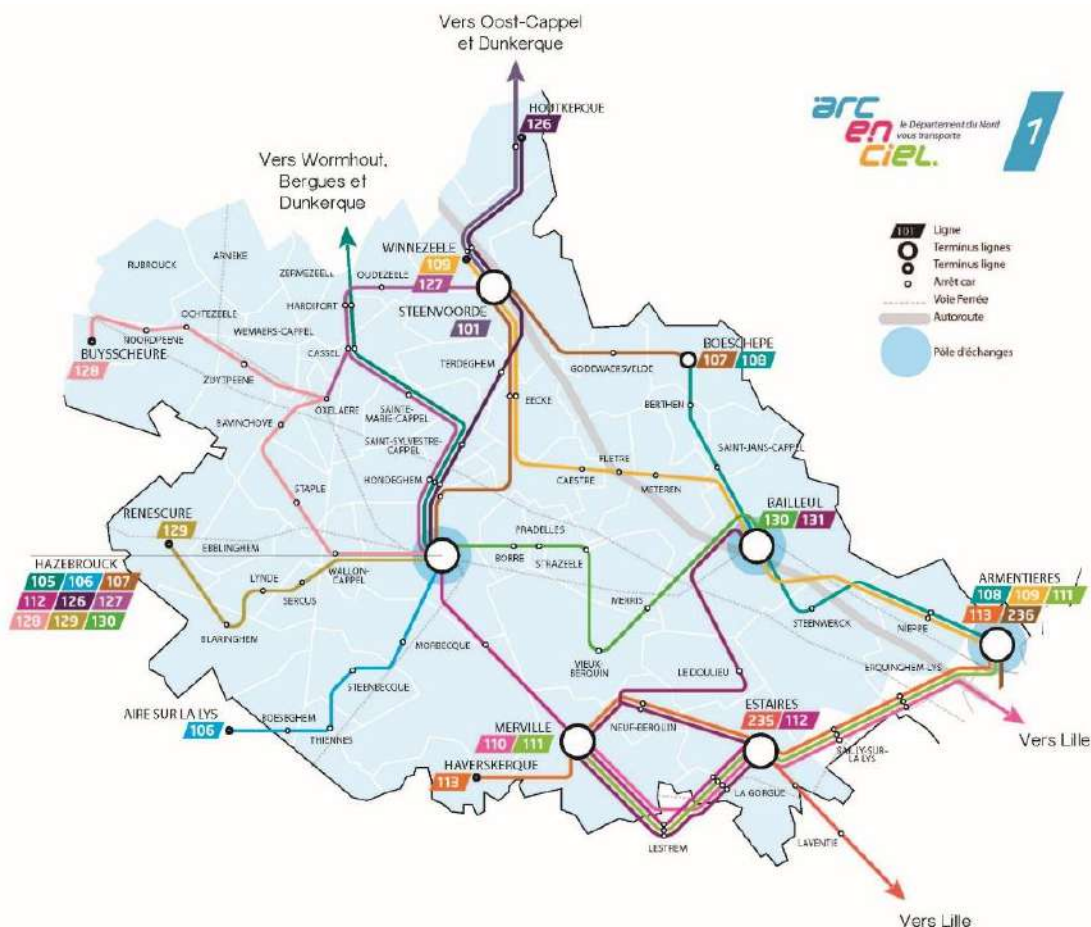 Vers Oost-Cappel
et Dunkerque
HOUTKERQUE
126
arc
en
ciel.
le Département du Nord
vous transporte
1
Vers Wormhout,
Bergues et
Dunkerque
101 Ligne
Terminus lignes
Terminus ligne
Arrêt car
Voie Ferrée
Autoroute
Pôle d'échanges
WINNEZEELE
109
127
ARNEKE
RUBROUCK
ZERMEZEELE
OUDEZEELE
HARDIFORT
STEENVOORDE
101
OCHTEZEELE
WEMAERS-CAPPEL
NOORDPEENE
BUYSSCHEURE
128
CASSEL
ZUYTPEENE
TERDEGHEM
GODEWAERSVELDE
BOESCHEPE
107 108
BERTHEN
OXELAERE
SAINTE-
MARIE-CAPPEL
EECKE
BAVINCHOVE
SAINT-SYLVESTRE-
CAPPEL
SAINT-JANS-CAPPEL
FLETRE
HONDEGHEM
CAESTRE
METEREN
STAPLE
BAILLEUL
130 131
RENESCURE
129
EBBLINGHEM
PRADELLES
BORRE
STRAZEELE
HAZEBROUCK
105 106 107
112 126 127
128 129 130
WALLON-
CAPPEL
LYNDE
SERCUS
BLARINGHEM
MERRIS
STEENWERCK
NIEPPE
ARMENTIERES
108 109 111
113 236
MORBECQUE
VIEUX-
BERQUIN
LE DOULIEU
ERQUINGHEM-LYS
STEENBECQUE
AIRE SUR LA LYS
106
BOESEGHEM
THIENNES
MERVILLE
110 111
NEUF-BERQUIN
ESTAIRES
235 112
SAILLY-SUR-
LA LYS
Vers Lille
HAVERSKERQUE
113
LA GORGUE
LESTREM
LAVENTIE
Vers Lille